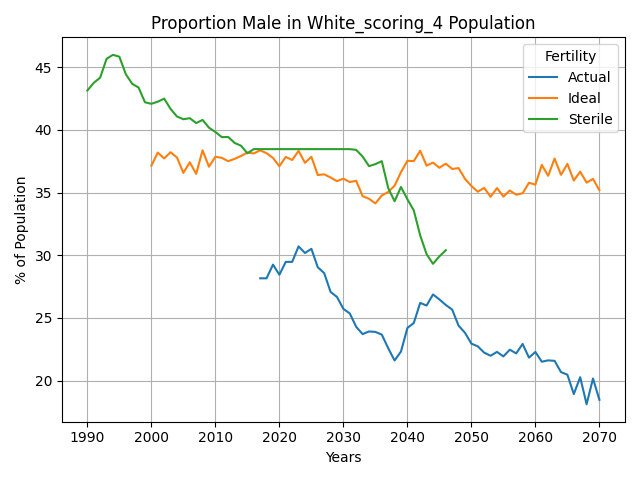 Proportion Male in White_scoring_4 Population
Fertility
Actual
Ideal
Sterile
% of Population
45
40
35
30
25
20
1990 2000 2010 2020 2030 2040 2050 2060 2070
Years